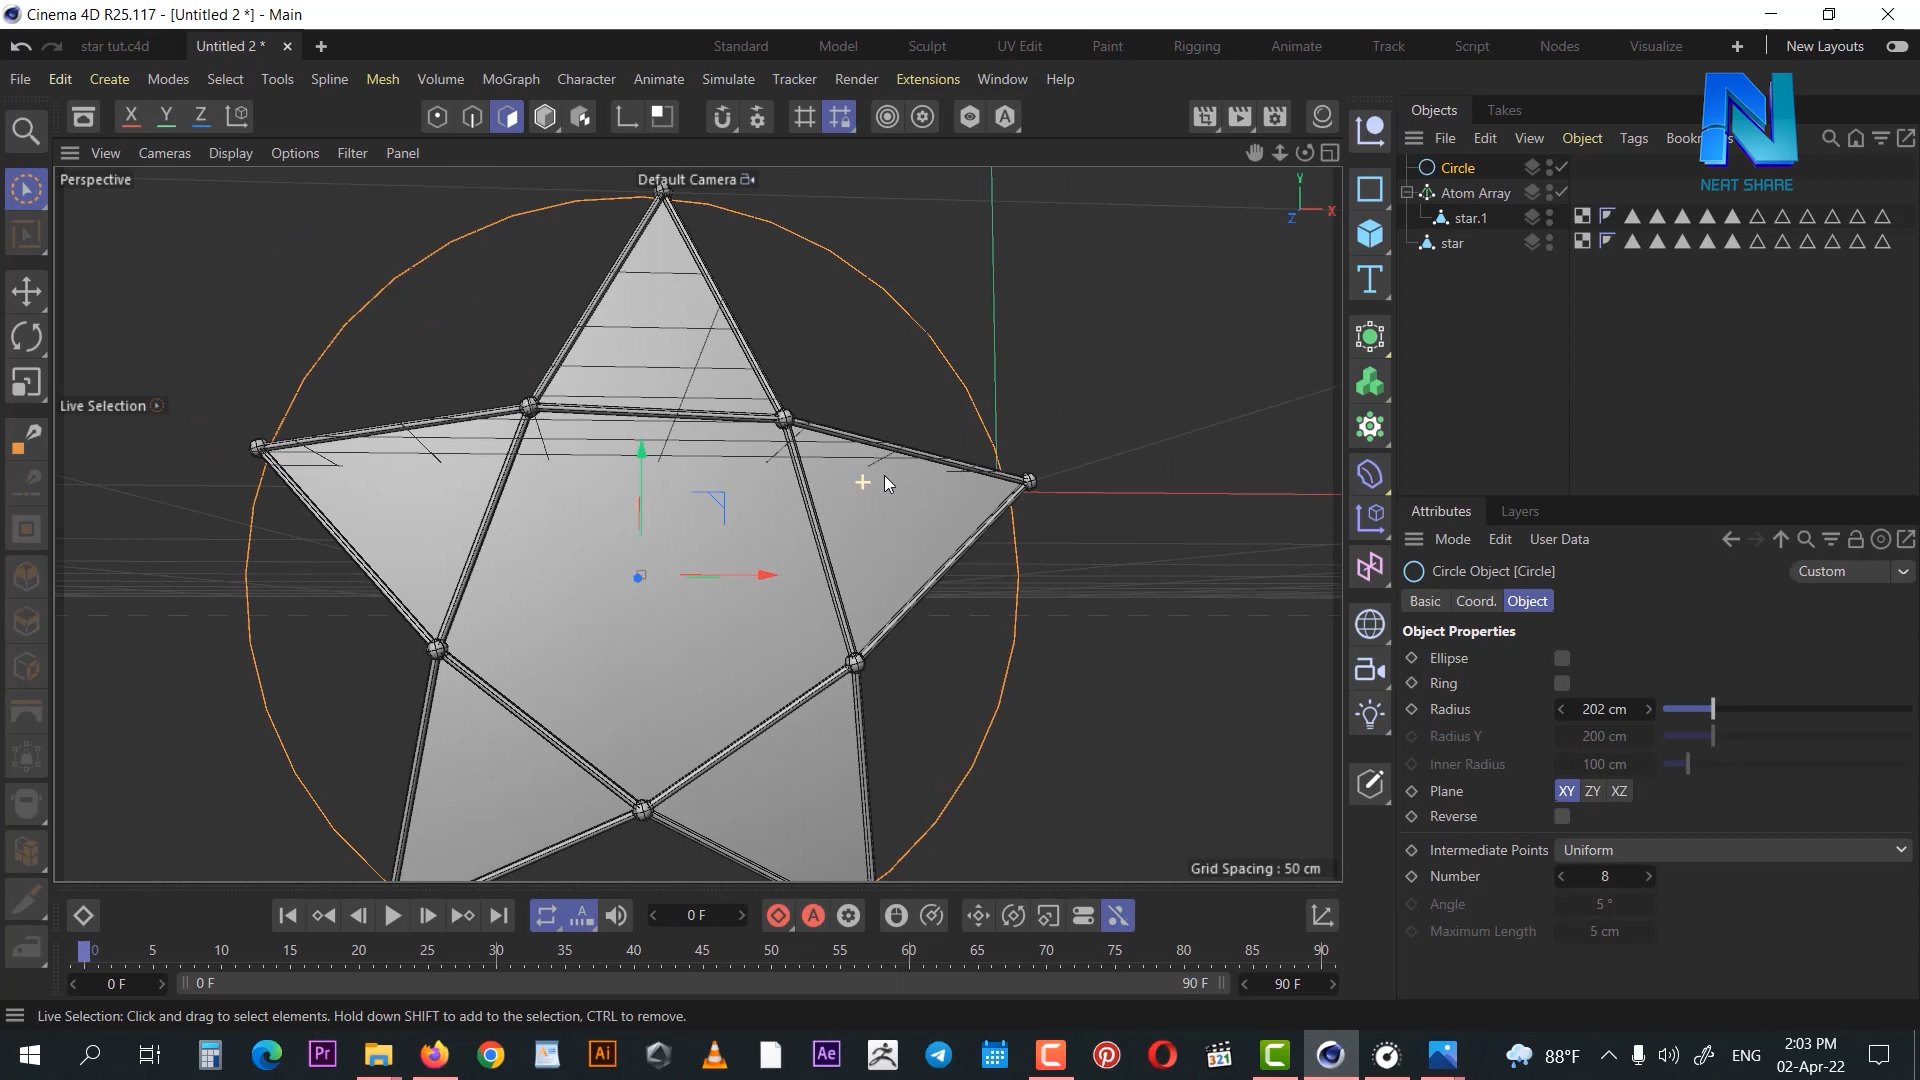 Cinema 4D R25.117 - [Untitled 2 *] - Main
star tut.c4d
Untitled 2 *
Standard
Model
Sculpt
UV Edit
Paint
Rigging
Animate
Track
Script
Nodes
Visualize
New Layouts
File
Edit
Create
Modes
Select
Tools
Spline
Mesh
Volume
MoGraph
Character
Animate
Simulate
Tracker
Render
Extensions
Window
Help
X
Y
Z
View
Cameras
Display
Options
Filter
Panel
Perspective
Default Camera
Y
X
Z
Live Selection
Grid Spacing : 50 cm
Objects
Takes
File
Edit
View
Object
Tags
NEAT SHARE
Circle
Atom Array
star.1
star
Attributes
Layers
Mode
Edit
User Data
Circle Object [Circle]
Custom
Basic
Coord.
Object
Object Properties
Ellipse
Ring
Radius
202 cm
Radius Y
200 cm
Inner Radius
100 cm
Plane
XY
ZY
XZ
Reverse
Intermediate Points
Uniform
Number
8
Angle
5 °
Maximum Length
5 cm
0 F
0
5
10
15
20
25
30
35
40
45
50
55
60
65
70
75
80
85
90
0 F
0 F
90 F
90 F
Live Selection: Click and drag to select elements. Hold down SHIFT to add to the selection, CTRL to remove.
Pr
Ai
Ae
321
88°F
ENG
2:03 PM
02-Apr-22